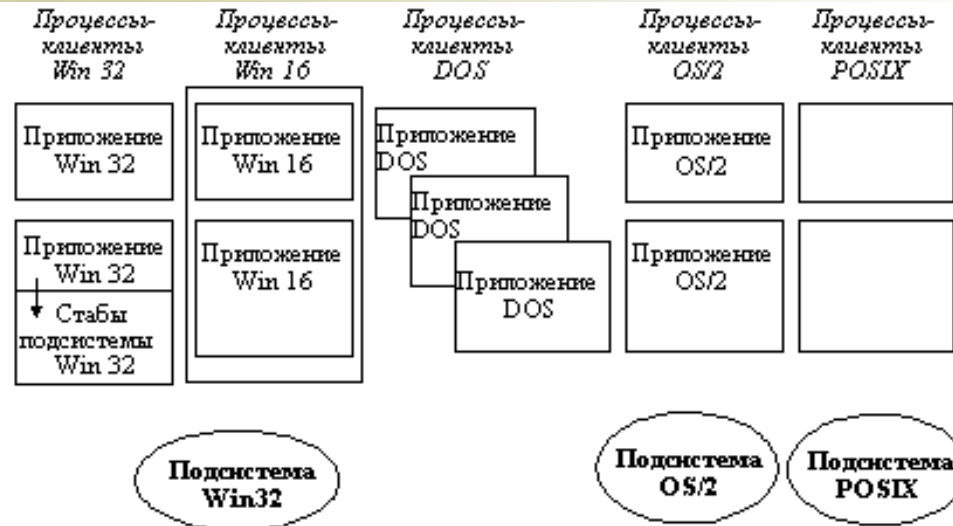 Процессы-
клиенты
Win 32
Процессы-
клиенты
Win 16
Процессы-
клиенты
DOS
Процессы-
клиенты
OS/2
Процессы-
клиенты
POSIX
Приложение
Win 32
Приложение
Win 16
Приложение
DOS
Приложение
OS/2
Приложение
Win 32
Стабы
подсистемы
Win 32
Приложение
Win 16
Приложение
DOS
Приложение
DOS
Приложение
OS/2
Подсистема
Win32
Подсистема
OS/2
Подсистема
POSIX